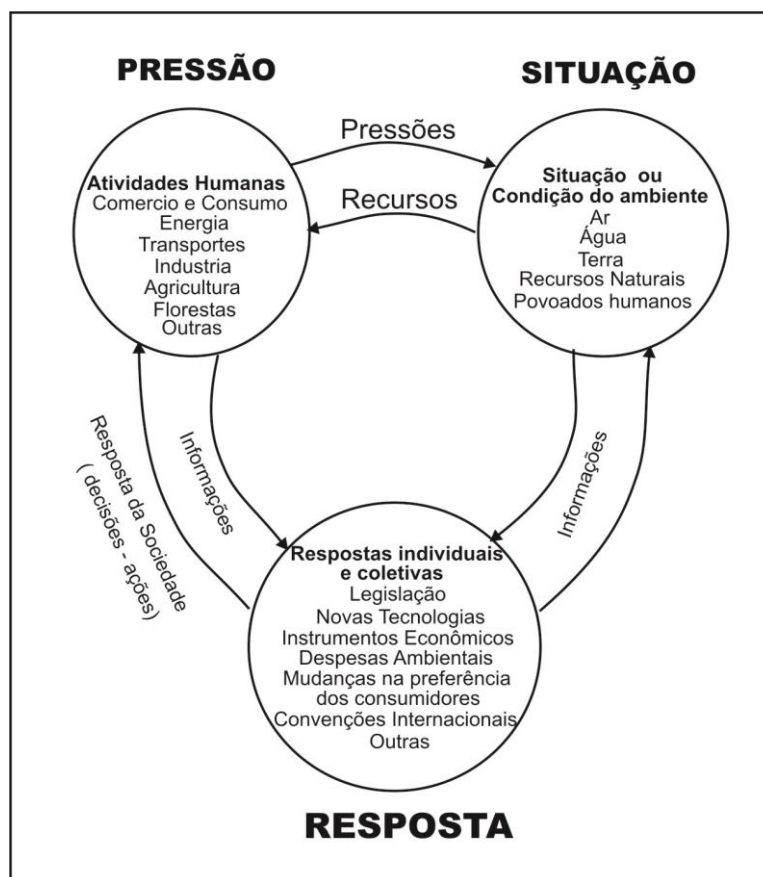 PRESSÃO
SITUAÇÃO
Pressões
Recursos
Atividades Humanas
Comercio e Consumo
Energia
Transportes
Industria
Agricultura
Florestas
Outras
Situação ou
Condição do ambiente
Ar
Água
Terra
Recursos Naturais
Povoados humanos
Resposta da Sociedade
( decisões - ações)
Informações
Informações
Respostas individuais
e coletivas
Legislação
Novas Tecnologias
Instrumentos Econômicos
Despesas Ambientais
Mudanças na preferência
dos consumidores
Convenções Internacionais
Outras
RESPOSTA